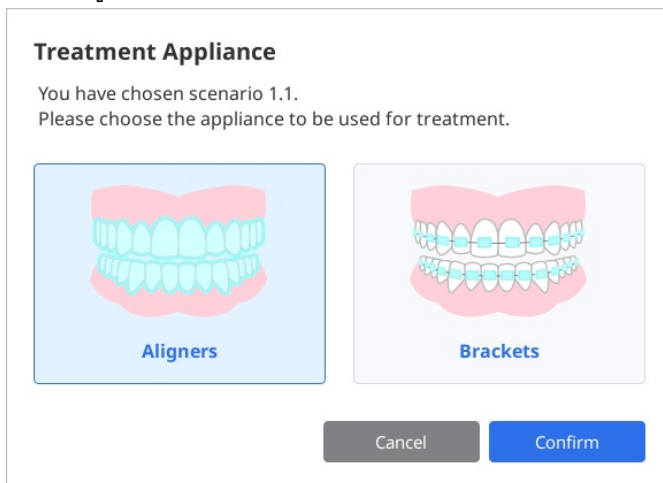 Treatment Appliance
You have chosen scenario 1.1.
Please choose the appliance to be used for treatment.
Aligners
Brackets
Cancel
Confirm